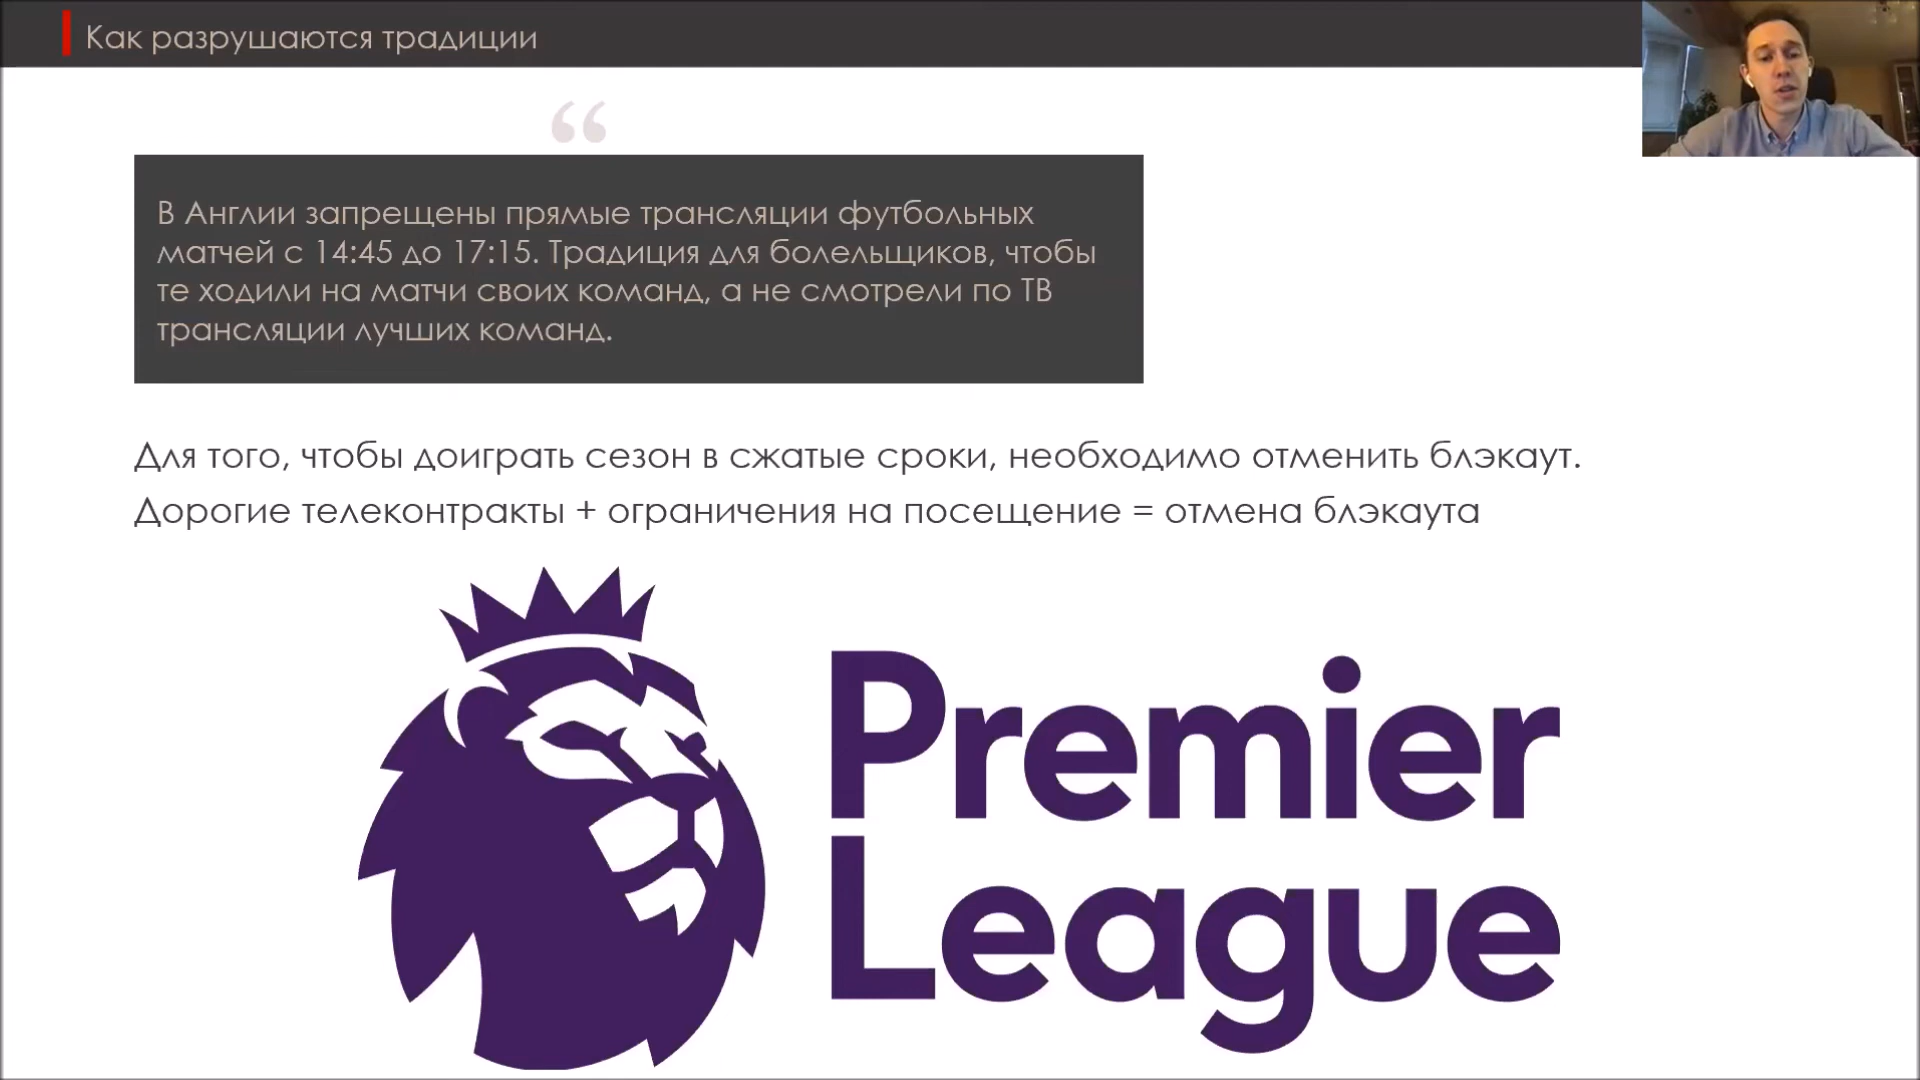 Как разрушаются традиции
“
В Англии запрещены прямые трансляции футбольных
матчей с 14:45 до 17:15. Традиция для болельщиков, чтобы
те ходили на матчи своих команд, а не смотрели по ТВ
трансляции лучших команд.
Для того, чтобы доиграть сезон в сжатые сроки, необходимо отменить блэкаут.
Дорогие телеконтракты + ограничения на посещение = отмена блэкаута
Premier
League